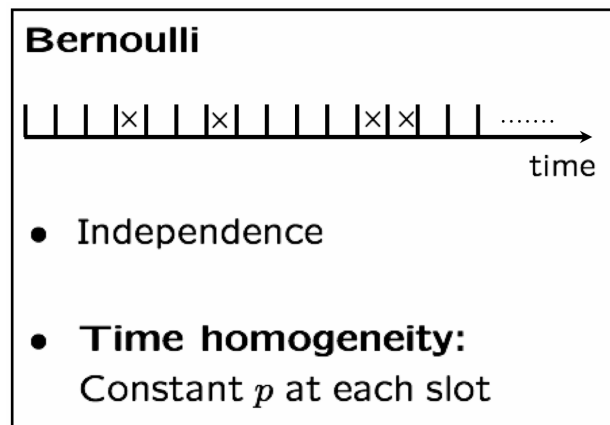 Bernoulli
× × × × .......
time
• Independence
• Time homogeneity:
Constant p at each slot